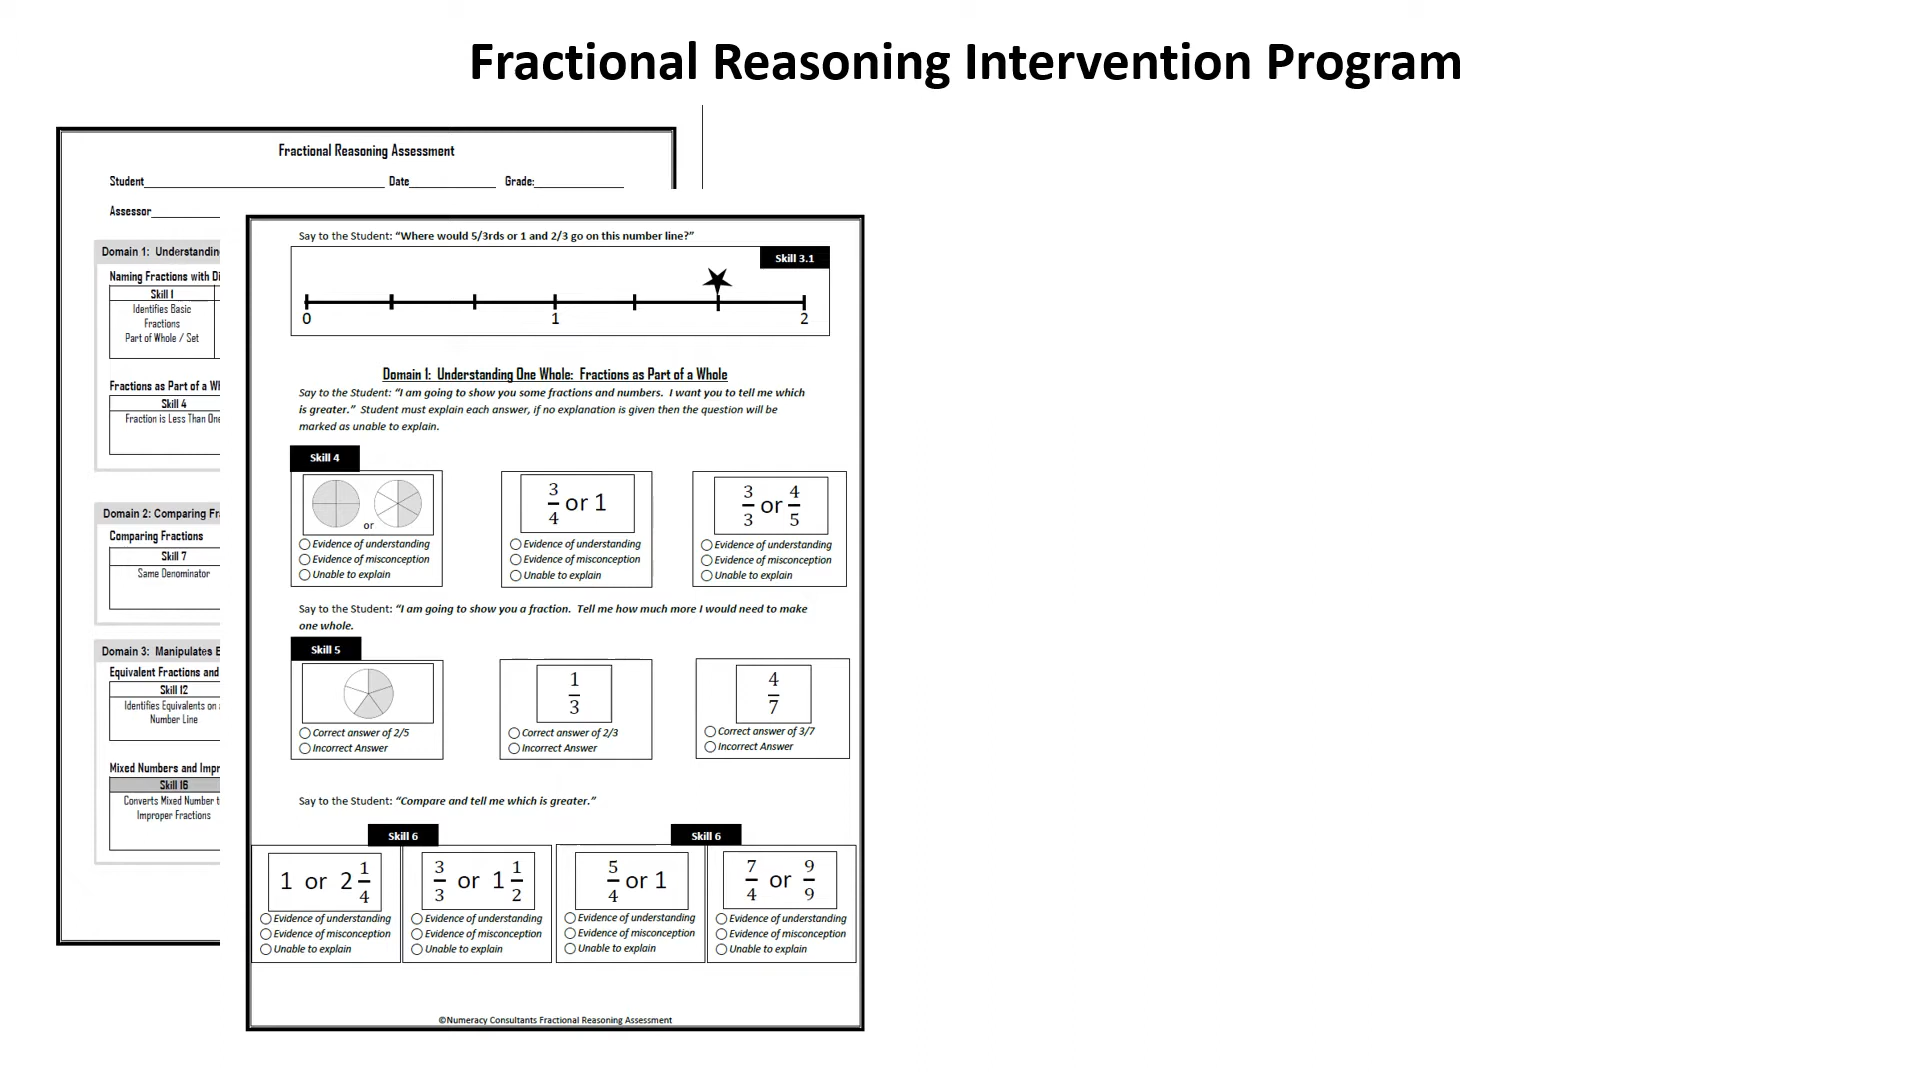 Fractional Reasoning Intervention Program
Fractional Reasoning Assessment
Student Date Grade:
Assessor
Domain 1: Understanding
Naming Fractions with Di
Skill 1
Identifies Basic
Fractions
Part of Whole / Set
Fractions as Part of a Wh
Skill 4
Fraction is Less Than One
Domain 2: Comparing Fr
Comparing Fractions
Skill 7
Same Denominator
Domain 3: Manipulates E
Equivalent Fractions and
Skill 12
Identifies Equivalents on a
Number Line
Mixed Numbers and Impr
Skill 16
Converts Mixed Number t
Improper Fractions
Say to the Student: “Where would 5/3rds or 1 and 2/3 go on this number line?”
Skill 3.1
0 1 2
Domain 1: Understanding One Whole: Fractions as Part of a Whole
Say to the Student: “I am going to show you some fractions and numbers. I want you to tell me which
is greater.” Student must explain each answer, if no explanation is given then the question will be
marked as unable to explain.
Skill 4
or
Evidence of understanding
Evidence of misconception
Unable to explain
3/4 or 1
Evidence of understanding
Evidence of misconception
Unable to explain
3/3 or 4/5
Evidence of understanding
Evidence of misconception
Unable to explain
Say to the Student: “I am going to show you a fraction. Tell me how much more I would need to make
one whole.
Skill 5
Correct answer of 2/5
Incorrect Answer
1/3
Correct answer of 2/3
Incorrect Answer
4/7
Correct answer of 3/7
Incorrect Answer
Say to the Student: “Compare and tell me which is greater.”
Skill 6
1 or 2 1/4
Evidence of understanding
Evidence of misconception
Unable to explain
3/3 or 1 1/2
Evidence of understanding
Evidence of misconception
Unable to explain
Skill 6
5/4 or 1
Evidence of understanding
Evidence of misconception
Unable to explain
7/4 or 9/9
Evidence of understanding
Evidence of misconception
Unable to explain
©Numeracy Consultants Fractional Reasoning Assessment